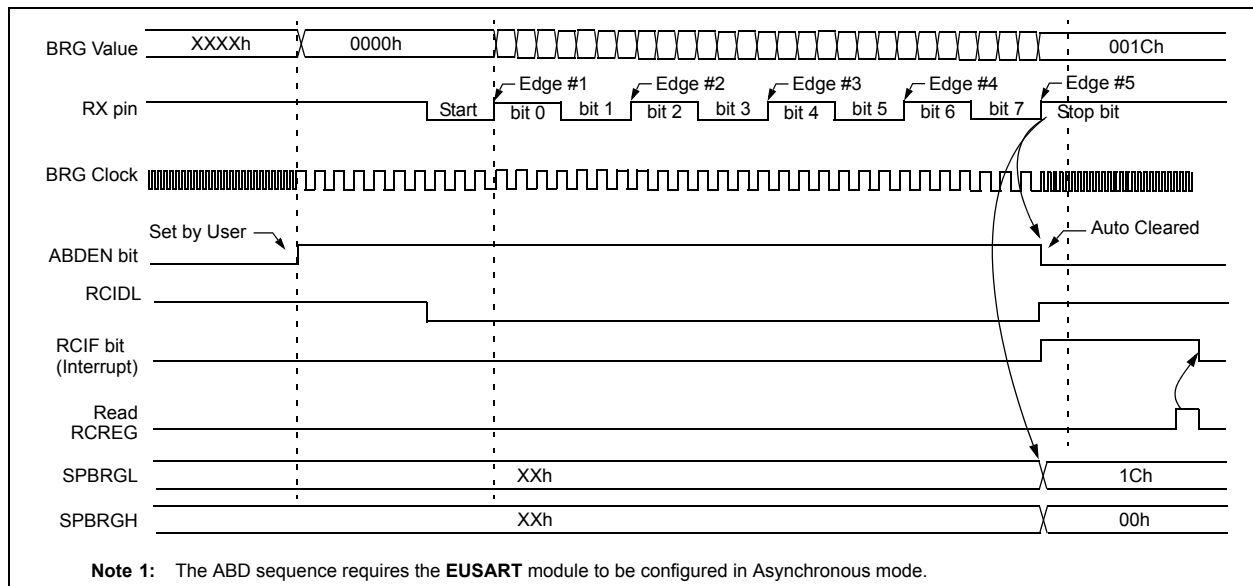 BRG Value XXXXh 0000h 001Ch
Edge #1 Edge #2 Edge #3 Edge #4 Edge #5
RX pin Start bit 0 bit 1 bit 2 bit 3 bit 4 bit 5 bit 6 bit 7 Stop bit
BRG Clock
Set by User Auto Cleared
ABDEN bit
RCIDL
RCIF bit
(Interrupt)
Read
RCREG
SPBRGL XXh 1Ch
SPBRGH XXh 00h
Note 1: The ABD sequence requires the EUSART module to be configured in Asynchronous mode.